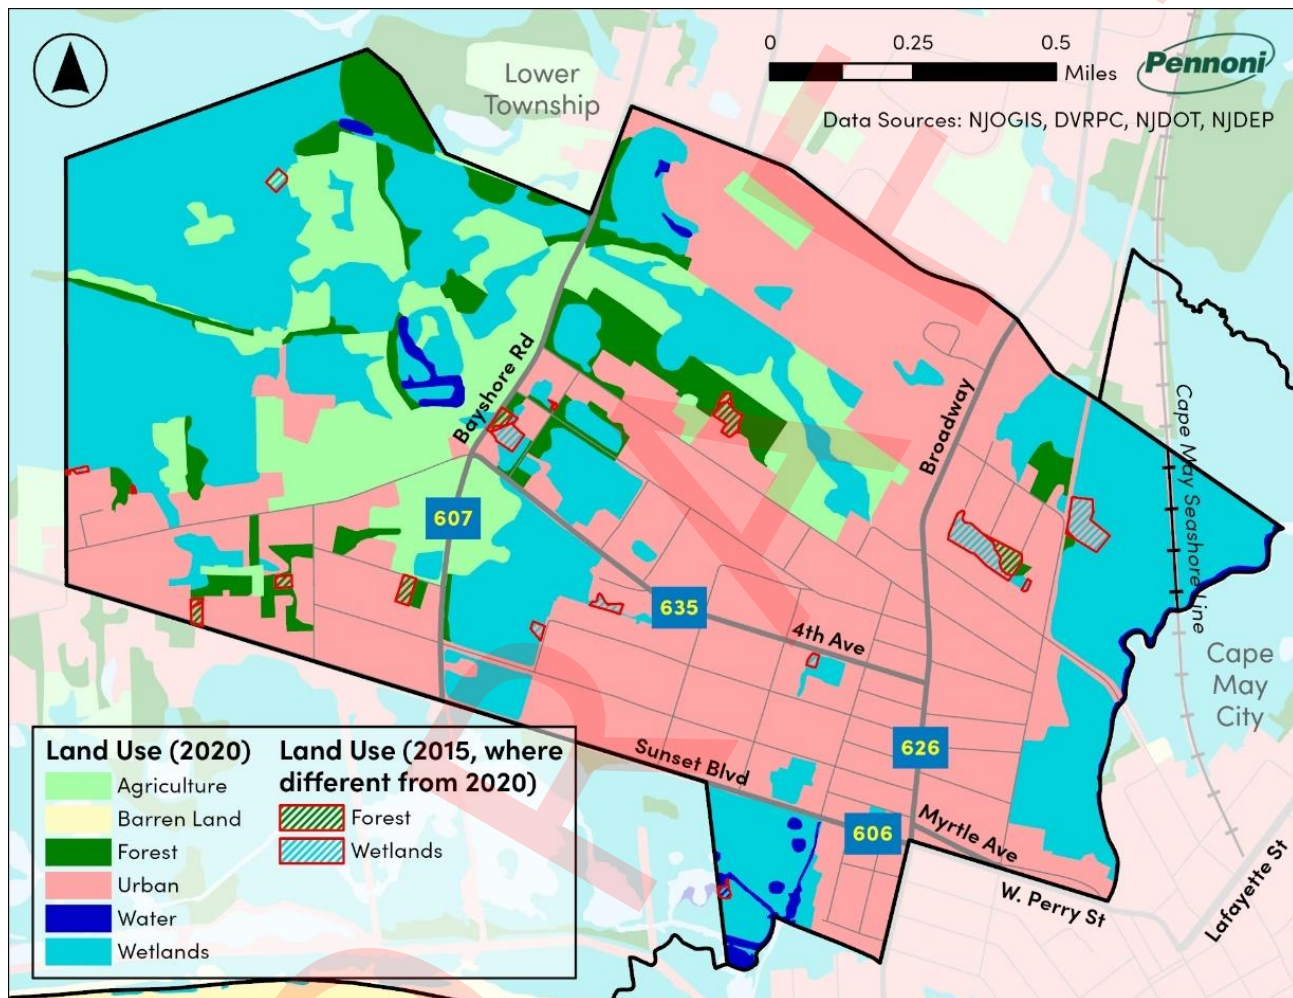 Lower
Township
0 0.25 0.5
Miles
Pennoni
Data Sources: NJOGIS, DVRPC, NJDOT, NJDEP
Bayshore Rd
Broadway
Cape May Seashore Line
607
635
4th Ave
Cape
May
City
626
Sunset Blvd
606
Myrtle Ave
W. Perry St
Lafayette St
Land Use (2020)
Agriculture
Barren Land
Forest
Urban
Water
Wetlands
Land Use (2015, where
different from 2020)
Forest
Wetlands
DRAFT